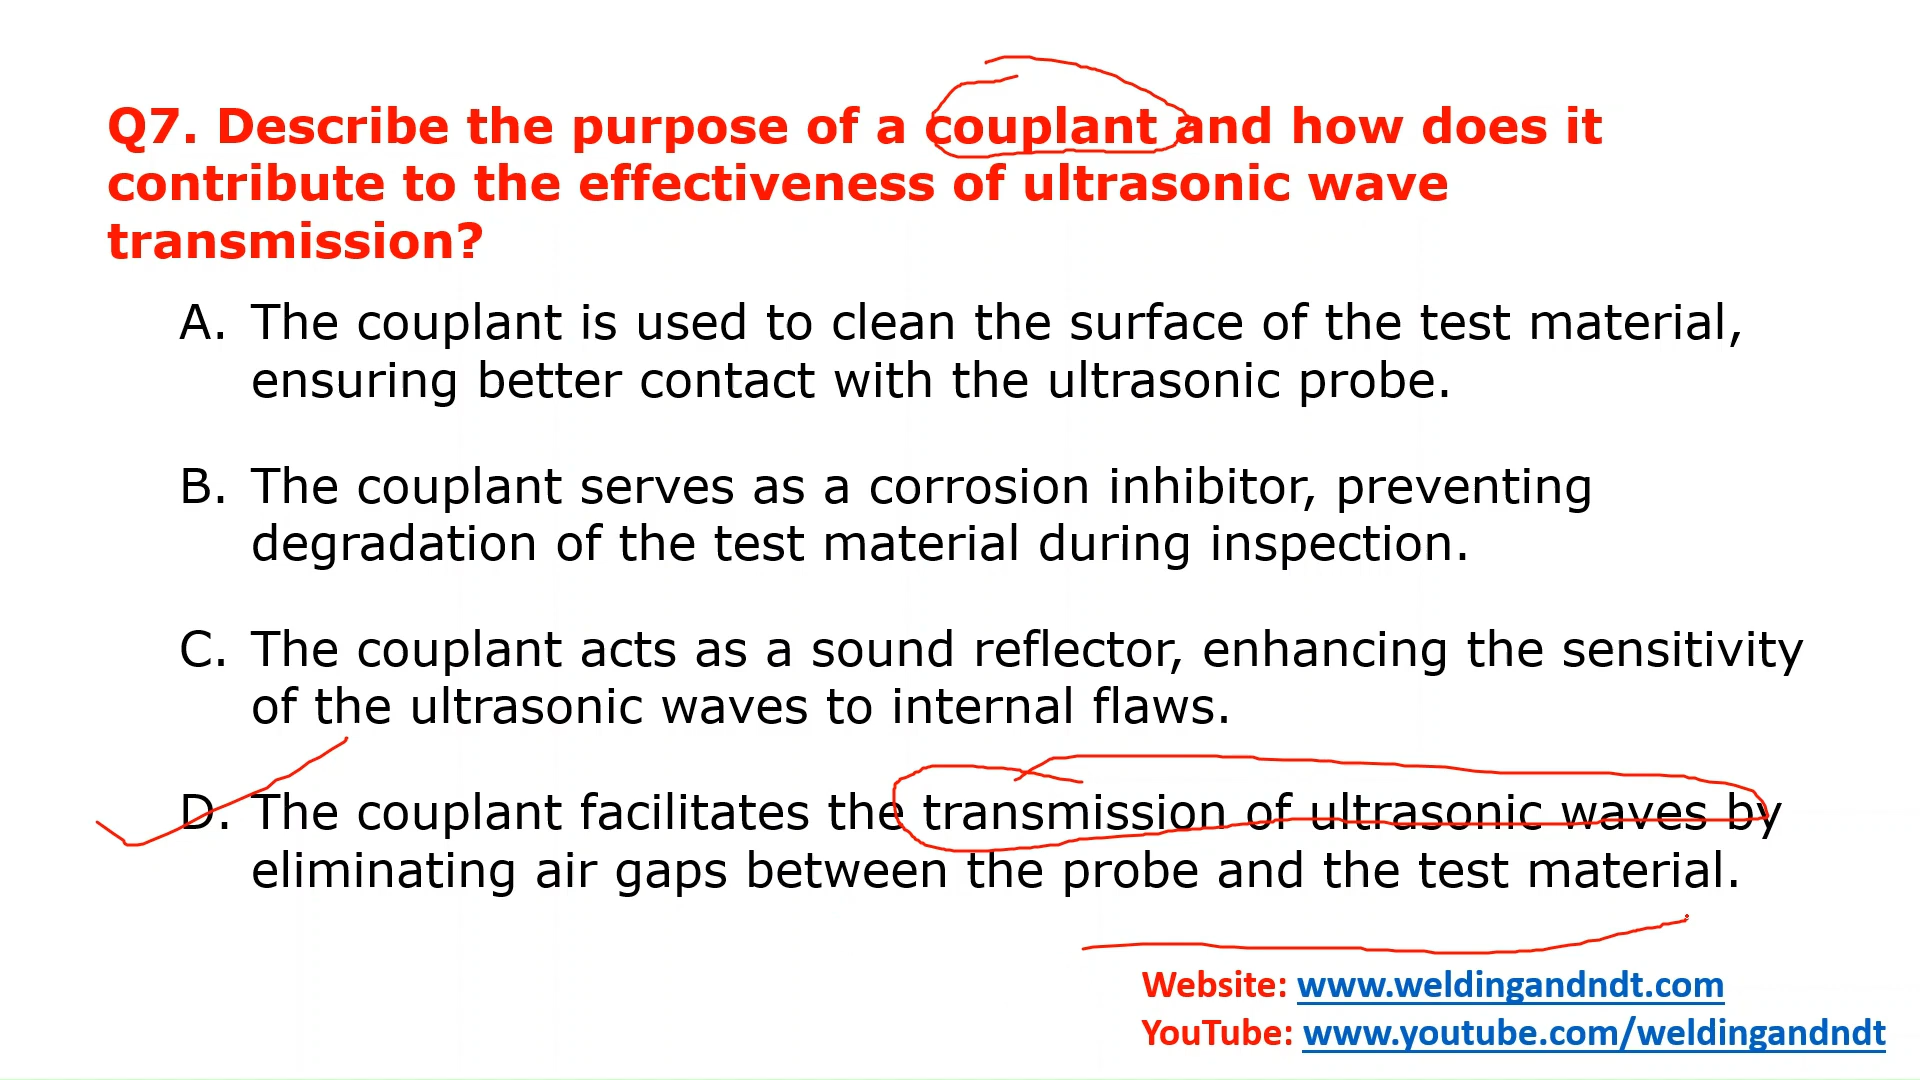 Q7. Describe the purpose of a couplant and how does it
contribute to the effectiveness of ultrasonic wave
transmission?
A. The couplant is used to clean the surface of the test material,
ensuring better contact with the ultrasonic probe.
B. The couplant serves as a corrosion inhibitor, preventing
degradation of the test material during inspection.
C. The couplant acts as a sound reflector, enhancing the sensitivity
of the ultrasonic waves to internal flaws.
D. The couplant facilitates the transmission of ultrasonic waves by
eliminating air gaps between the probe and the test material.
Website: www.weldingandndt.com
YouTube: www.youtube.com/weldingandndt